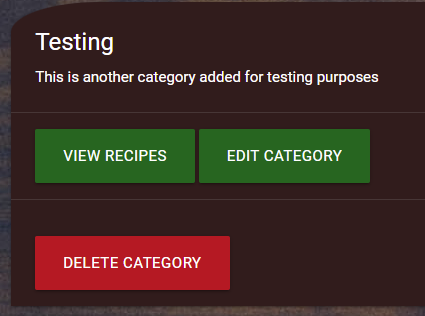 Testing
This is another category added for testing purposes
VIEW RECIPES EDIT CATEGORY
DELETE CATEGORY